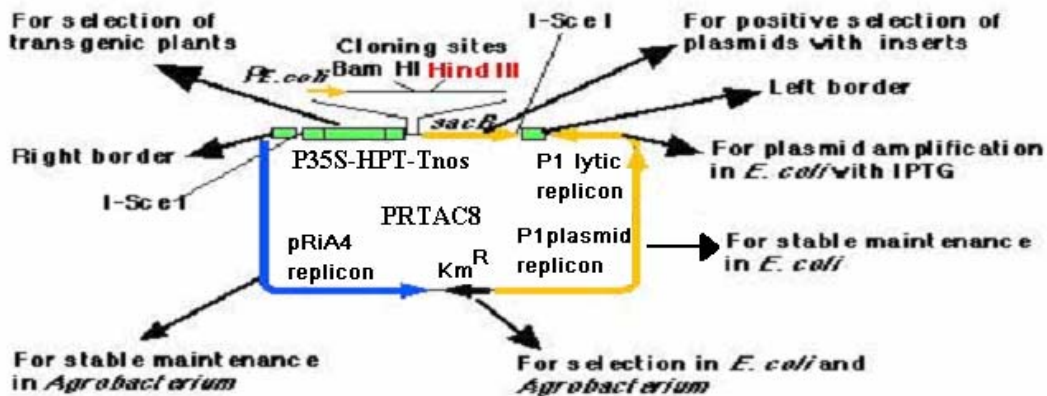 For selection of
transgenic plants
Cloning sites
Bam HI Hind III
PE.coli
I-Sce I
For positive selection of
plasmids with inserts
Left border
sacB
Right border
P35S-HPT-Tnos
P1 lytic
replicon
For plasmid amplification
in E. coli with IPTG
I-Sce I
PRTAC8
pRiA4
replicon
Km R
P1plasmid
replicon
For stable maintenance
in E. coli
For stable maintenance
in Agrobacterium
For selection in E. coli and
Agrobacterium